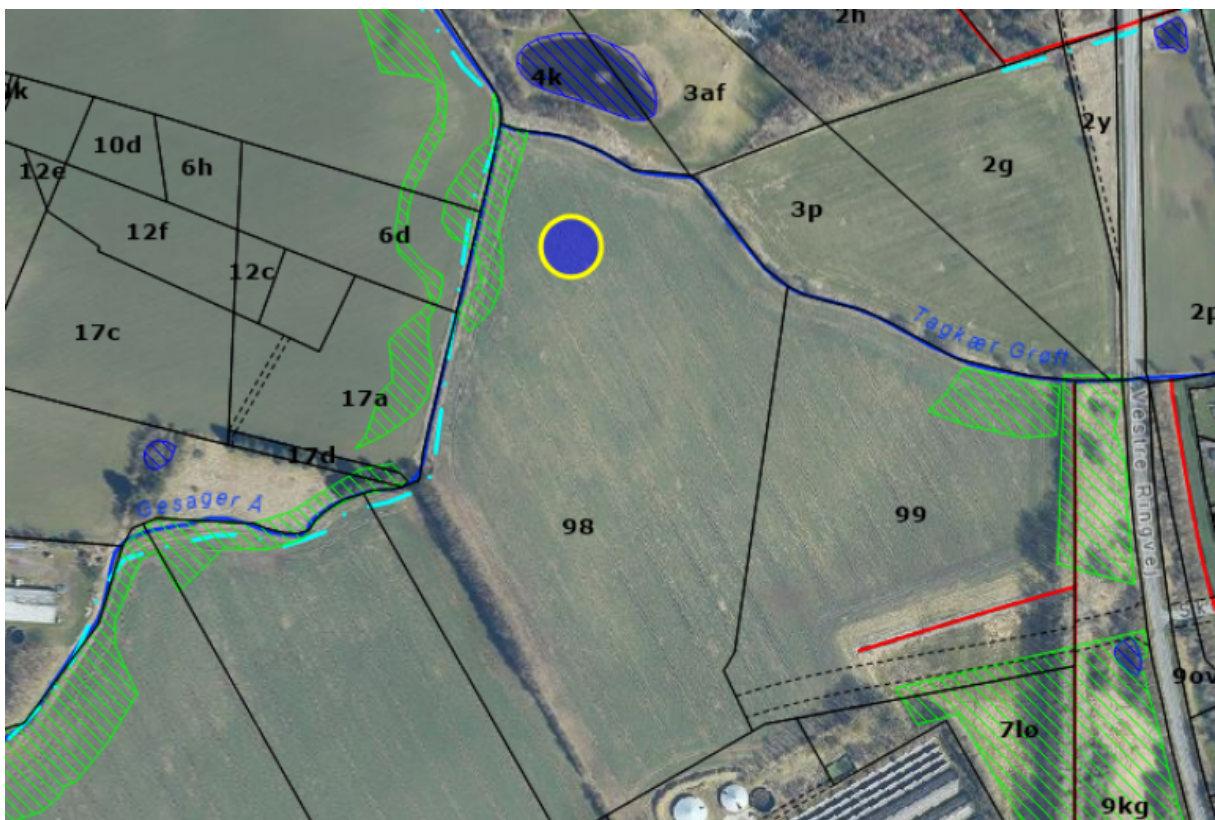 2h
4k
3af
2y
10d
6h
12e
2g
3p
12f
6d
12c
2p
17c
Tagkær Grøft
17a
17d
Gesager Å
98
99
Vestre Ringvej
7lø
9kg